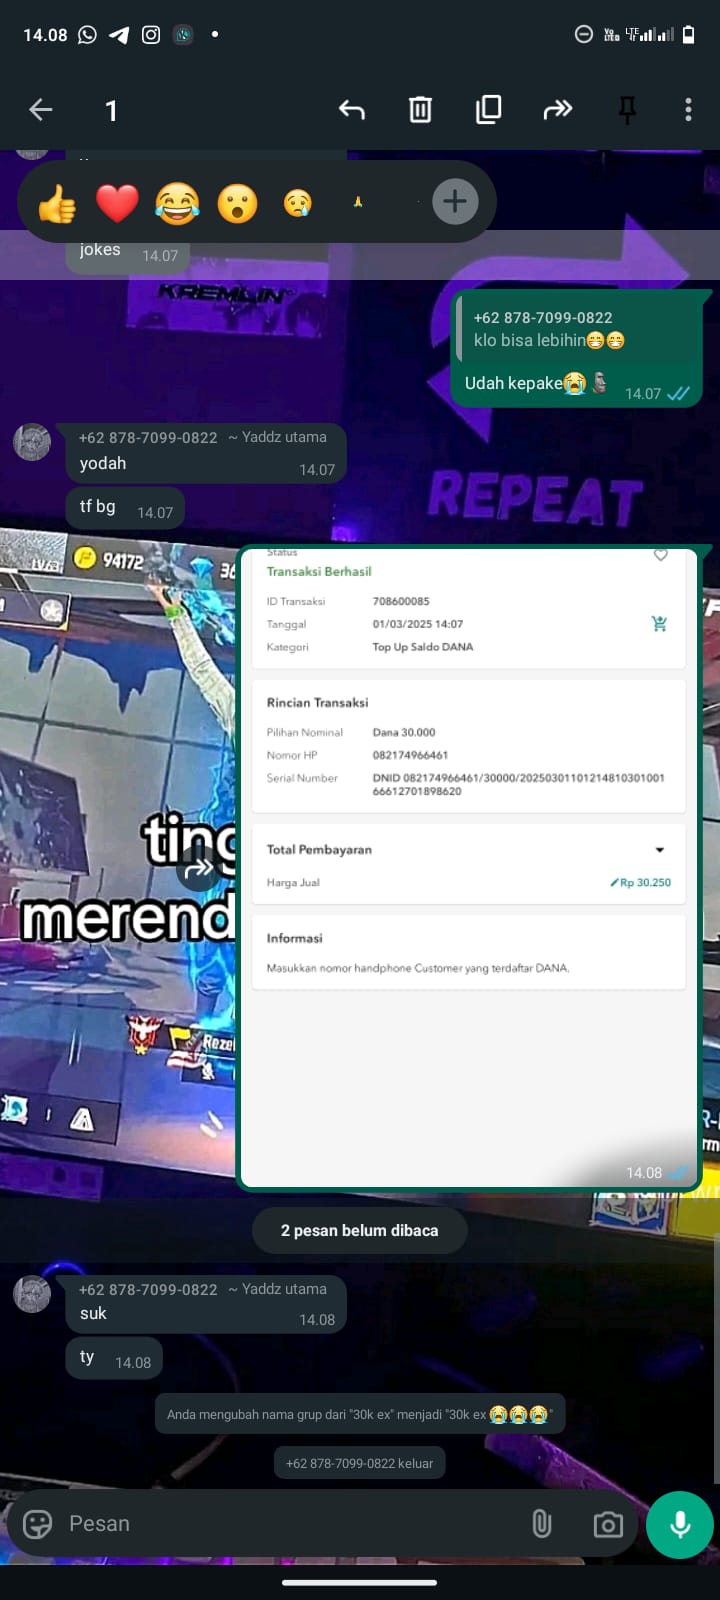 14.08
1
jokes 14.07
KREMLIN
+62 878-7099-0822
klo bisa lebihin😁😁
Udah kepake😭🗿 14.07
+62 878-7099-0822 ~ Yaddz utama
yodah 14.07
tf bg 14.07
REPEAT
LV.63 94172
Status
Transaksi Berhasil
ID Transaksi 708600085
Tanggal 01/03/2025 14:07
Kategori Top Up Saldo DANA
Rincian Transaksi
Pilihan Nominal Dana 30.000
Nomor HP 082174966461
Serial Number DNID 082174966461/30000/20250301101214810301001
66612701898620
Total Pembayaran
Harga Jual Rp 30.250
Informasi
Masukkan nomor handphone Customer yang terdaftar DANA.
ting
merend
Reze
14.08
2 pesan belum dibaca
+62 878-7099-0822 ~ Yaddz utama
suk 14.08
ty 14.08
Anda mengubah nama grup dari "30k ex" menjadi "30k ex 😭😭😭"
+62 878-7099-0822 keluar
Pesan